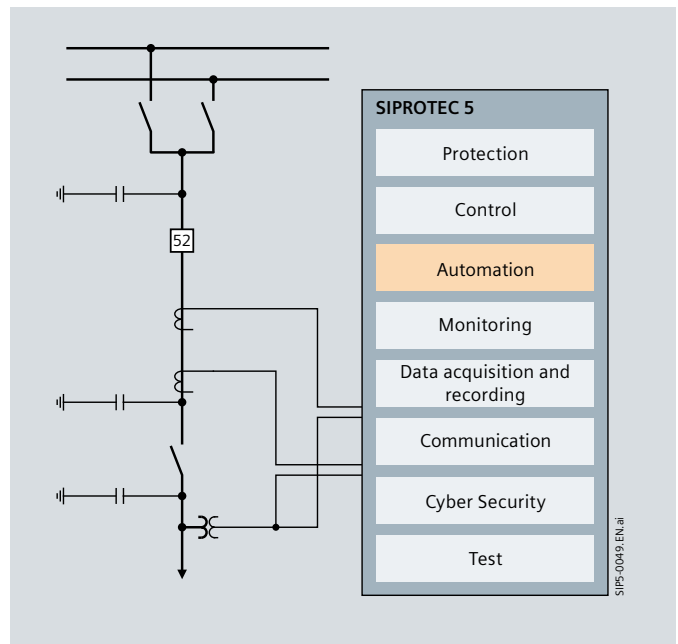 SIPROTEC 5
Protection
Control
52
Automation
Monitoring
Data acquisition and
recording
Communication
Cyber Security
Test
SIP5-0049.EN.ai